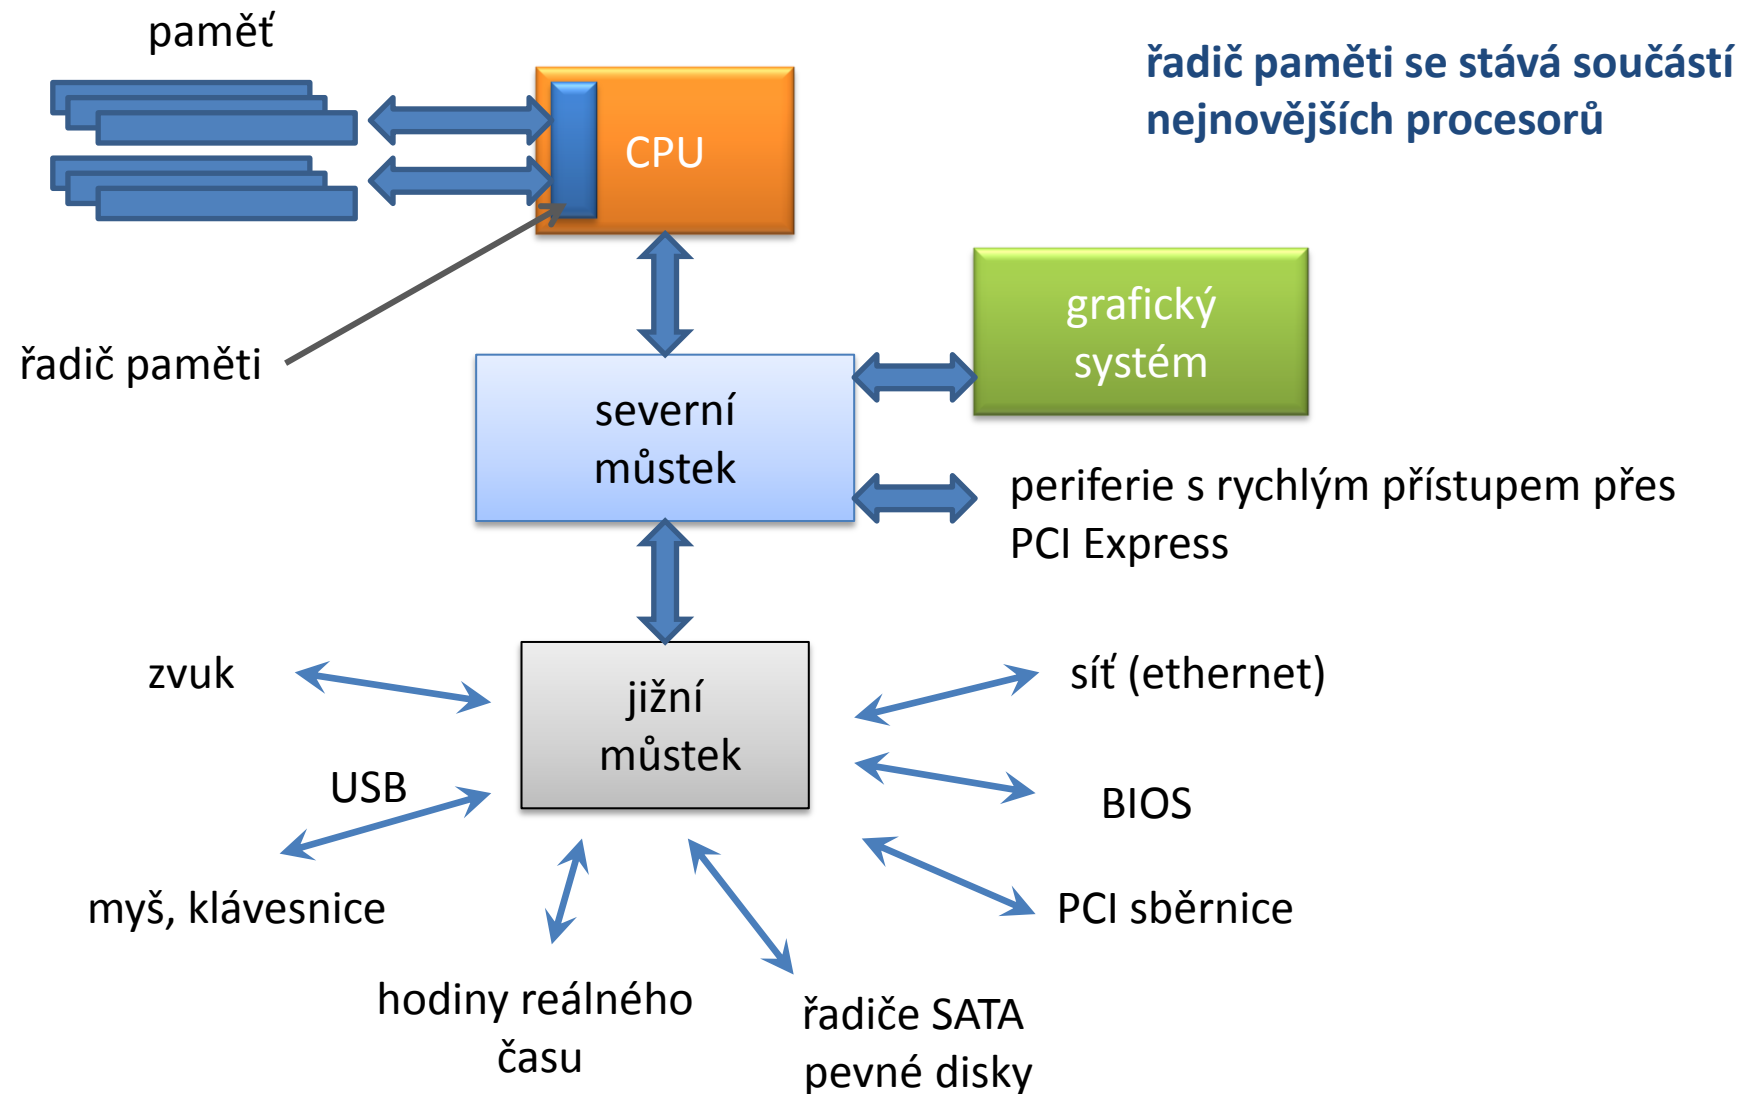 paměť
řadič paměti se stává součástí
nejnovějších procesorů
CPU
grafický
systém
řadič paměti
severní
můstek
periferie s rychlým přístupem přes
PCI Express
zvuk
jižní
můstek
síť (ethernet)
USB
BIOS
myš, klávesnice
PCI sběrnice
hodiny reálného
času
řadiče SATA
pevné disky